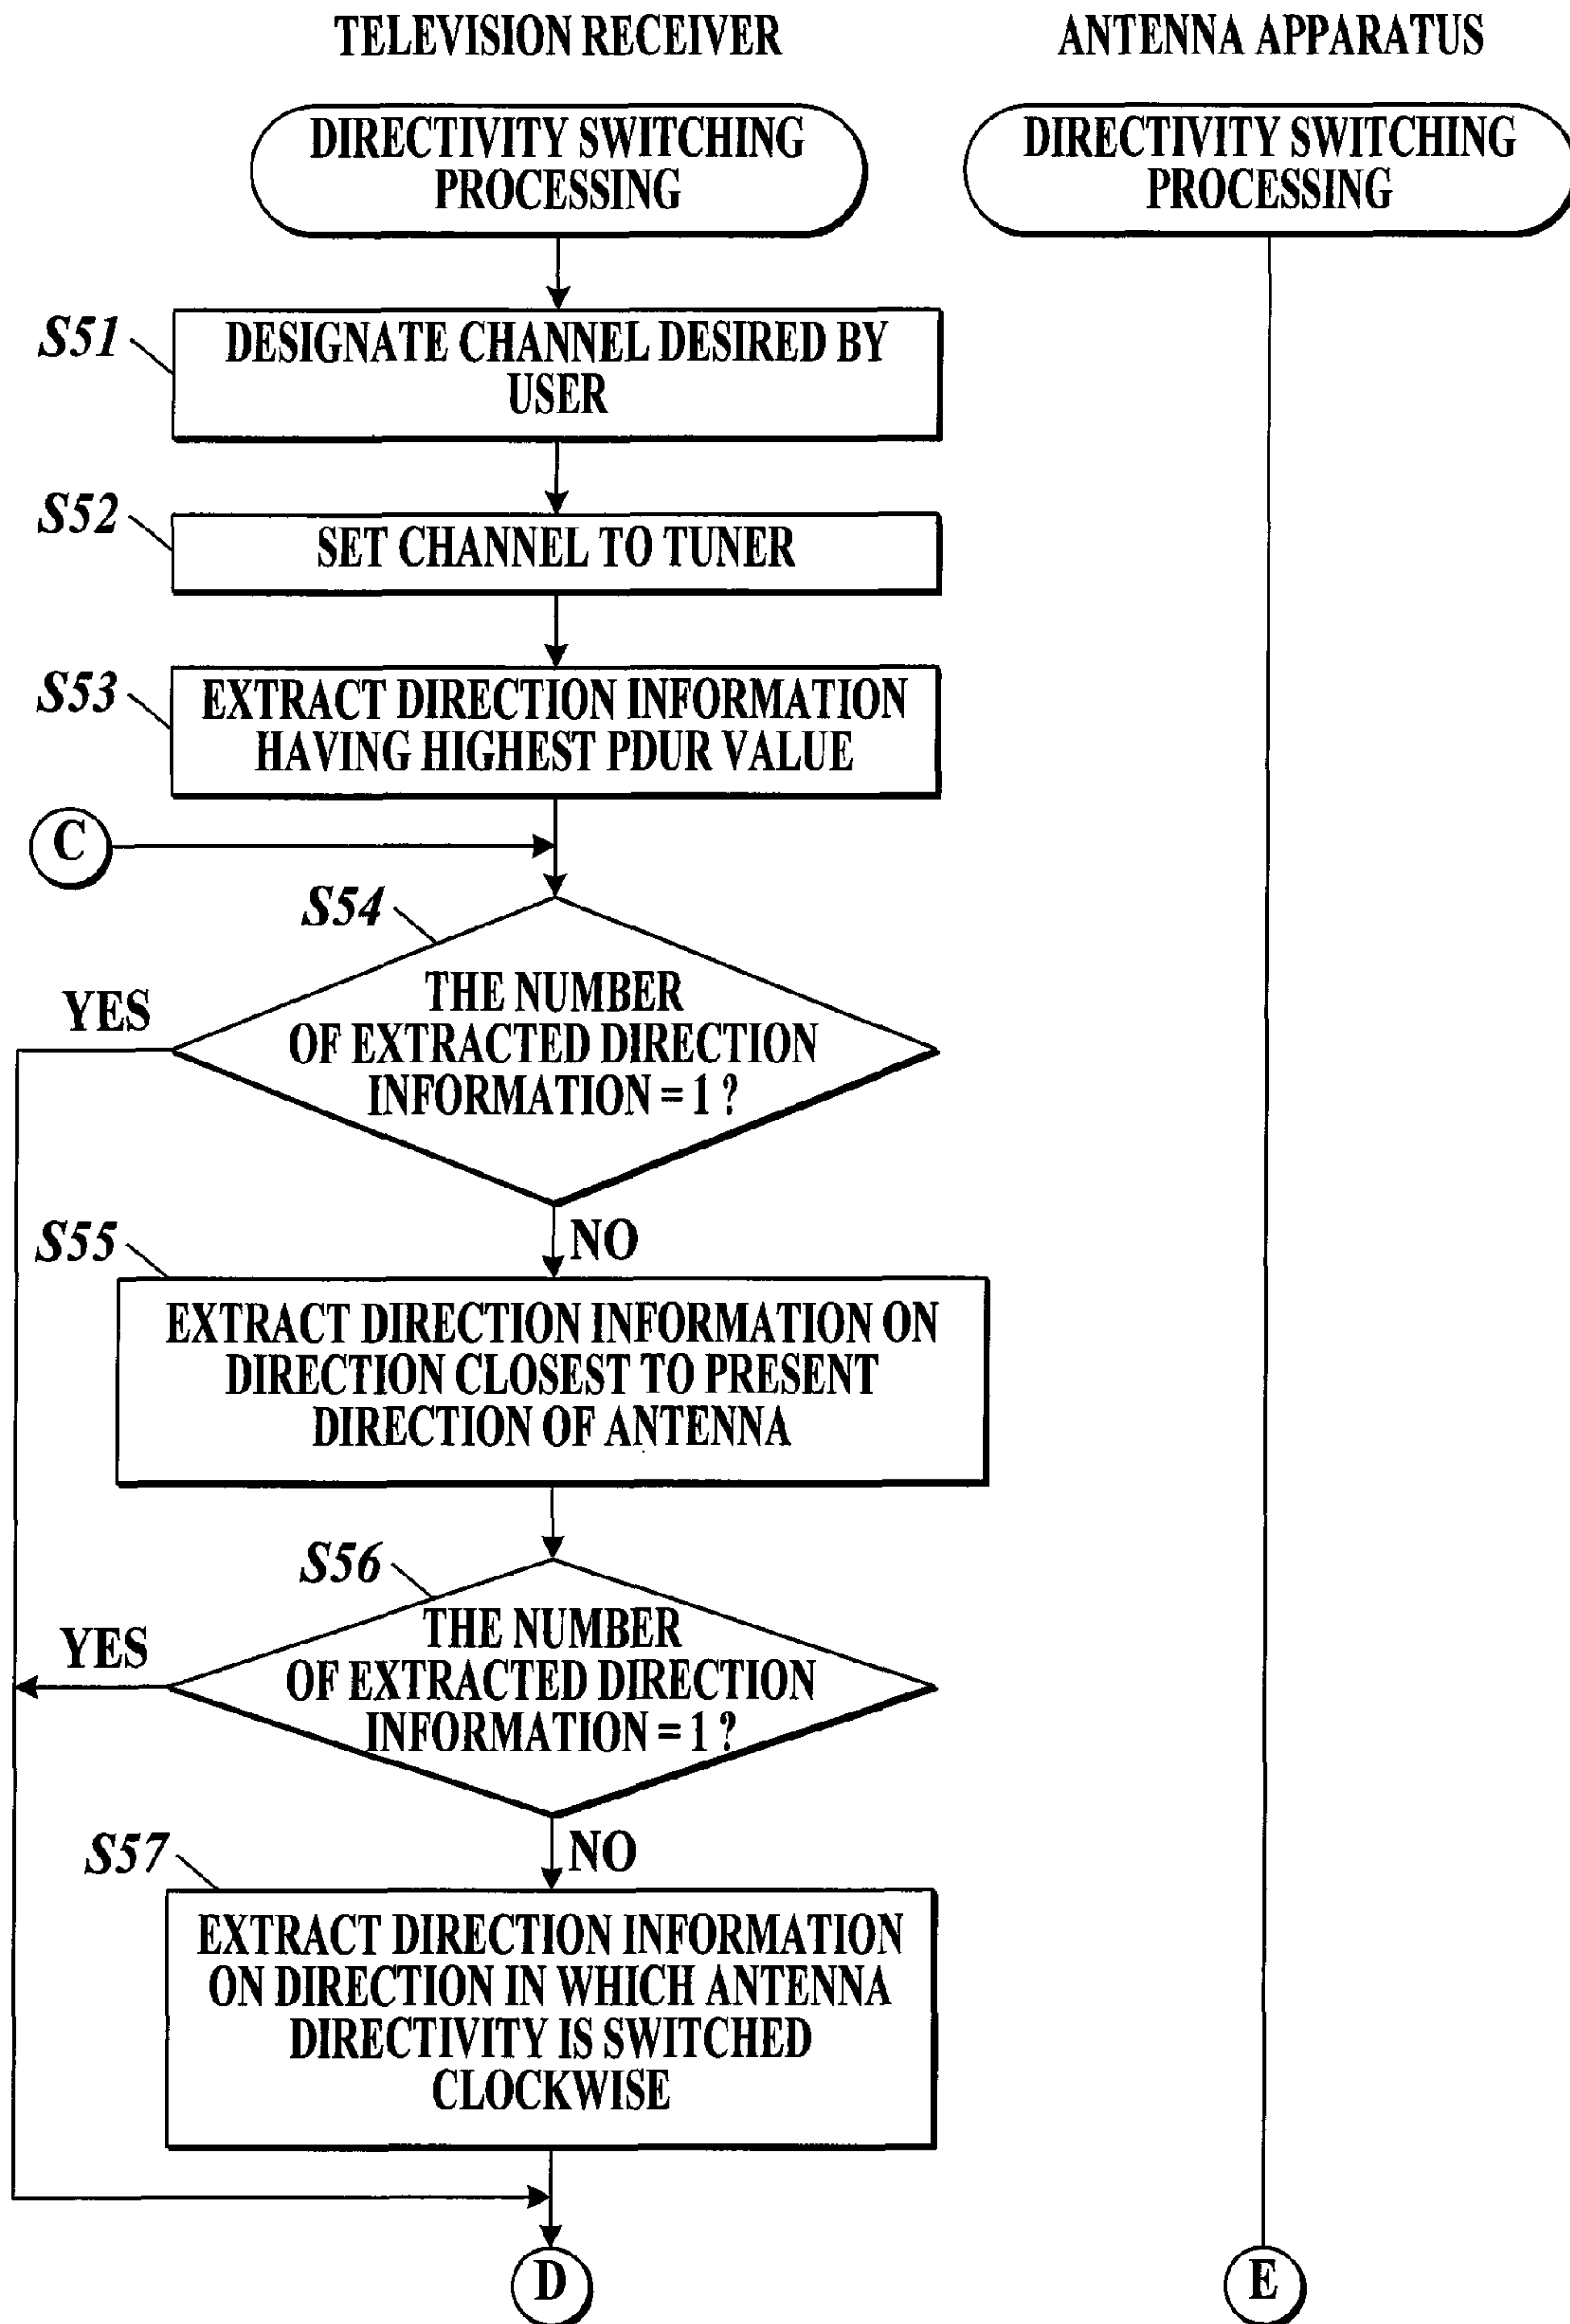 TELEVISION RECEIVER
ANTENNA APPARATUS
DIRECTIVITY SWITCHING
PROCESSING
DIRECTIVITY SWITCHING
PROCESSING
S51
DESIGNATE CHANNEL DESIRED BY
USER
S52
SET CHANNEL TO TUNER
S53
EXTRACT DIRECTION INFORMATION
HAVING HIGHEST PDUR VALUE
C
S54
THE NUMBER
OF EXTRACTED DIRECTION
INFORMATION = 1 ?
YES
NO
S55
EXTRACT DIRECTION INFORMATION ON
DIRECTION CLOSEST TO PRESENT
DIRECTION OF ANTENNA
S56
THE NUMBER
OF EXTRACTED DIRECTION
INFORMATION = 1 ?
YES
NO
S57
EXTRACT DIRECTION INFORMATION
ON DIRECTION IN WHICH ANTENNA
DIRECTIVITY IS SWITCHED
CLOCKWISE
D
E